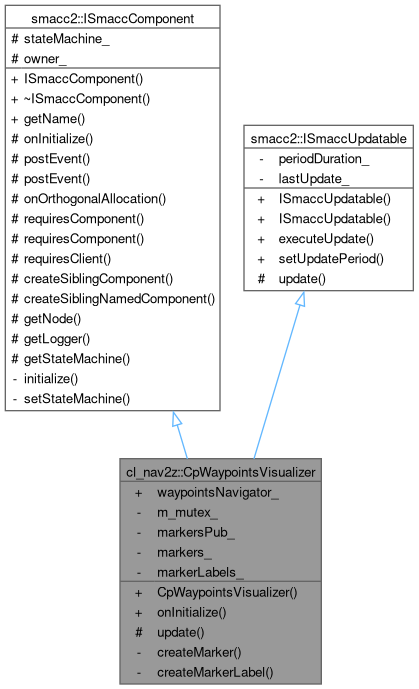 smacc2::ISmaccComponent
# stateMachine_
# owner_
+ ISmaccComponent()
+ ~ISmaccComponent()
+ getName()
# onInitialize()
# postEvent()
# postEvent()
# onOrthogonalAllocation()
# requiresComponent()
# requiresComponent()
# requiresClient()
# createSiblingComponent()
# createSiblingNamedComponent()
# getNode()
# getLogger()
# getStateMachine()
- initialize()
- setStateMachine()
smacc2::ISmaccUpdatable
- periodDuration_
- lastUpdate_
+ ISmaccUpdatable()
+ ISmaccUpdatable()
+ executeUpdate()
+ setUpdatePeriod()
# update()
cl_nav2z::CpWaypointsVisualizer
+ waypointsNavigator_
- m_mutex_
- markersPub_
- markers_
- markerLabels_
+ CpWaypointsVisualizer()
+ onInitialize()
# update()
- createMarker()
- createMarkerLabel()